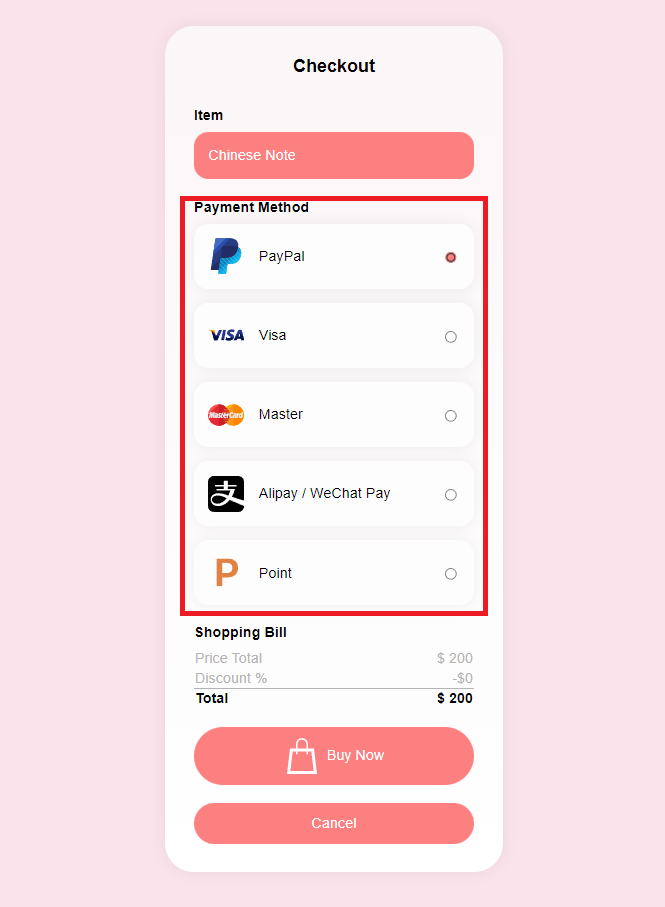 Checkout
Item
Chinese Note
Payment Method
PayPal
VISA Visa
MasterCard Master
支 Alipay / WeChat Pay
P Point
Shopping Bill
Price Total $ 200
Discount % -$0
Total $ 200
Buy Now
Cancel